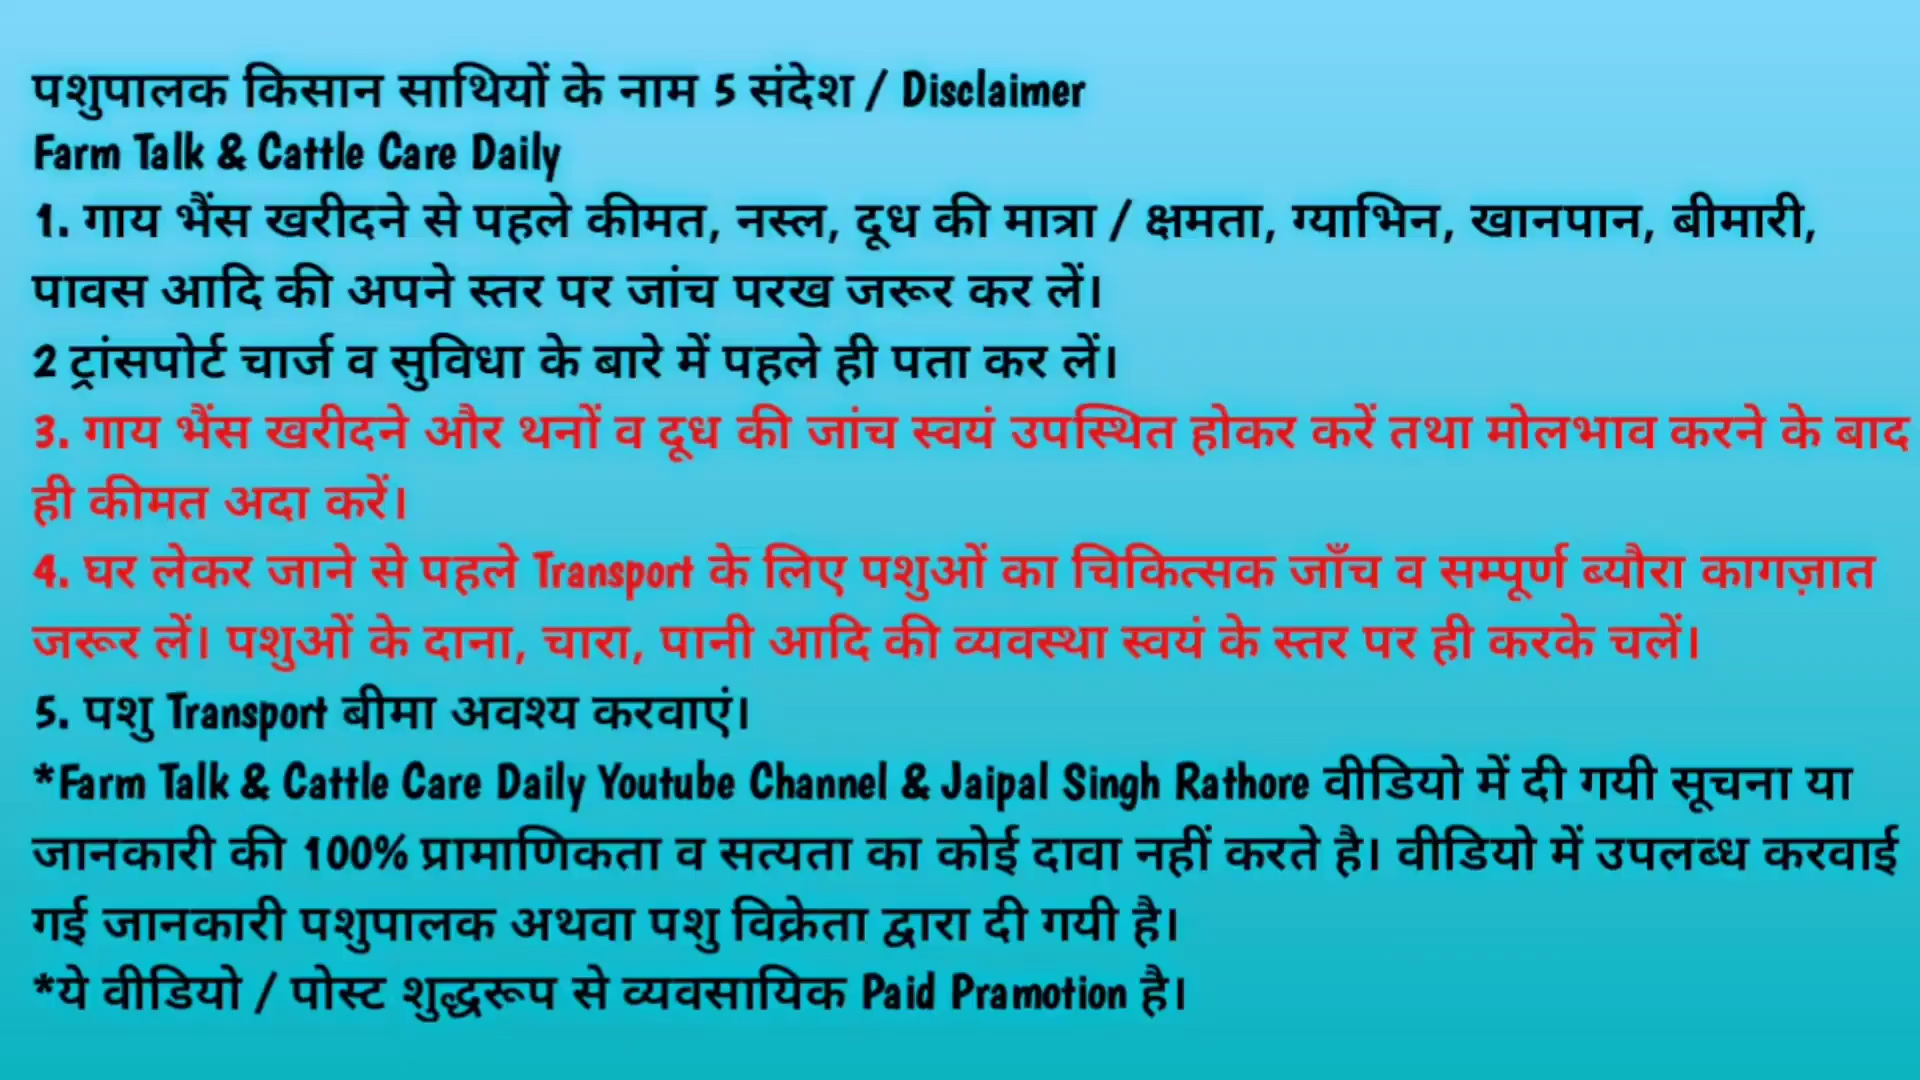 पशुपालक किसान साथियों के नाम 5 संदेश / Disclaimer
Farm Talk & Cattle Care Daily
1. गाय भैंस खरीदने से पहले कीमत, नस्ल, दूध की मात्रा / क्षमता, ग्याभिन, खानपान, बीमारी,
पावस आदि की अपने स्तर पर जांच परख जरूर कर लें।
2 ट्रांसपोर्ट चार्ज व सुविधा के बारे में पहले ही पता कर लें।
3. गाय भैंस खरीदने और थनों व दूध की जांच स्वयं उपस्थित होकर करें तथा मोलभाव करने के बाद
ही कीमत अदा करें।
4. घर लेकर जाने से पहले Transport के लिए पशुओं का चिकित्सक जाँच व सम्पूर्ण ब्यौरा कागज़ात
जरूर लें। पशुओं के दाना, चारा, पानी आदि की व्यवस्था स्वयं के स्तर पर ही करके चलें।
5. पशु Transport बीमा अवश्य करवाएं।
*Farm Talk & Cattle Care Daily Youtube Channel & Jaipal Singh Rathore वीडियो में दी गयी सूचना या
जानकारी की 100% प्रामाणिकता व सत्यता का कोई दावा नहीं करते है। वीडियो में उपलब्ध करवाई
गई जानकारी पशुपालक अथवा पशु विक्रेता द्वारा दी गयी है।
*ये वीडियो / पोस्ट शुद्धरूप से व्यवसायिक Paid Pramotion है।